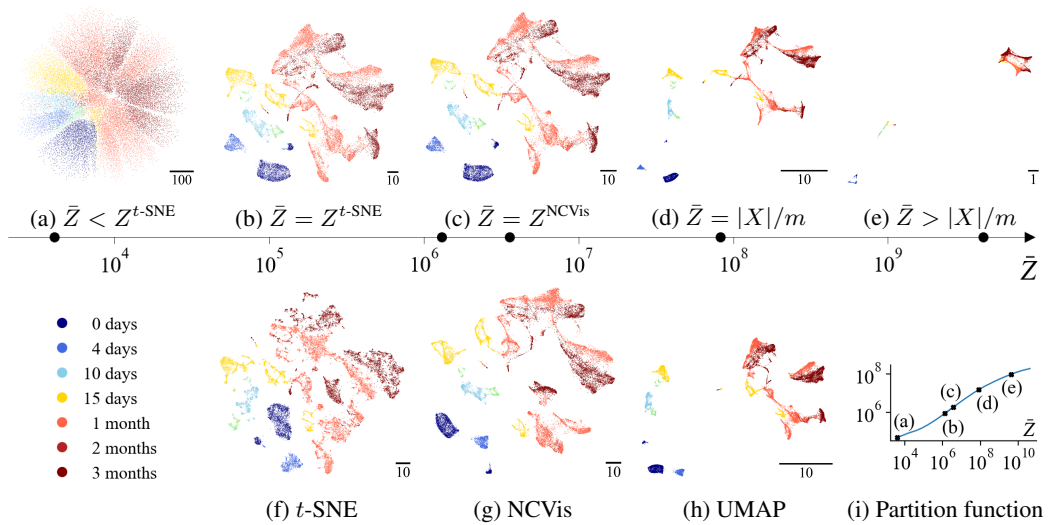 100
10
10
10
1
(a) Z̄ < Z^{t-SNE}
(b) Z̄ = Z^{t-SNE}
(c) Z̄ = Z^{NCVis}
(d) Z̄ = |X|/m
(e) Z̄ > |X|/m
10^4
10^5
10^6
10^7
10^8
10^9
Z̄
0 days
4 days
10 days
15 days
1 month
2 months
3 months
10
10
10
10^8
10^6
(a)
(b)
(c)
(d)
(e)
Z̄
10^4
10^6
10^8
10^10
(f) t-SNE
(g) NCVis
(h) UMAP
(i) Partition function